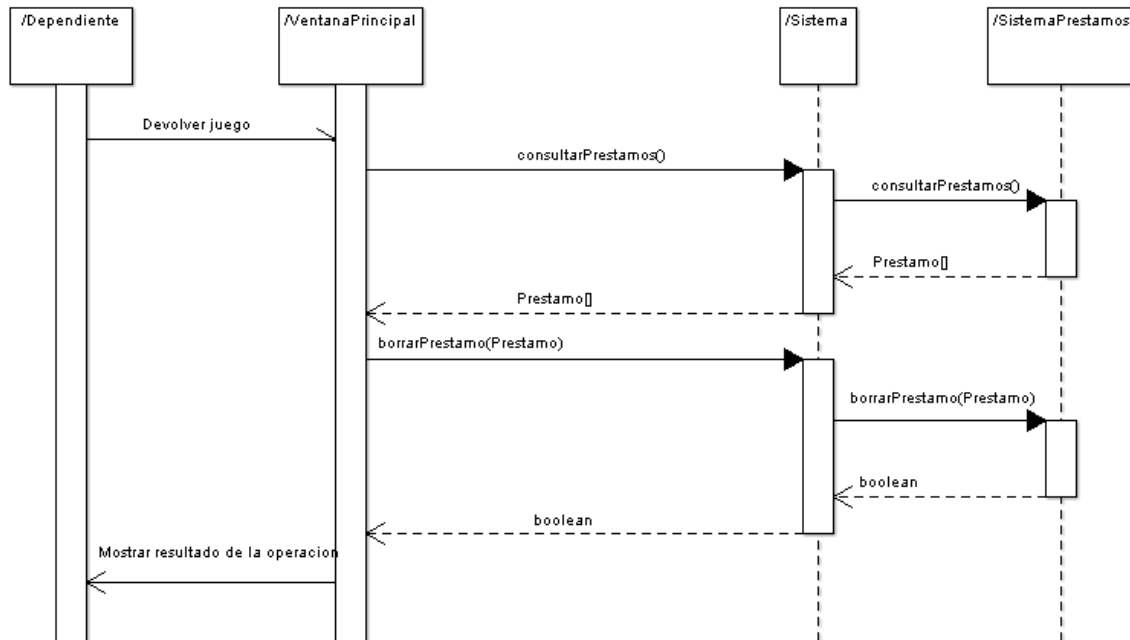 /Dependiente
/VentanaPrincipal
/Sistema
/SistemaPrestamos
Devolver juego
consultarPrestamos()
consultarPrestamos()
Prestamo[]
Prestamo[]
borrarPrestamo(Prestamo)
borrarPrestamo(Prestamo)
boolean
boolean
Mostrar resultado de la operacion